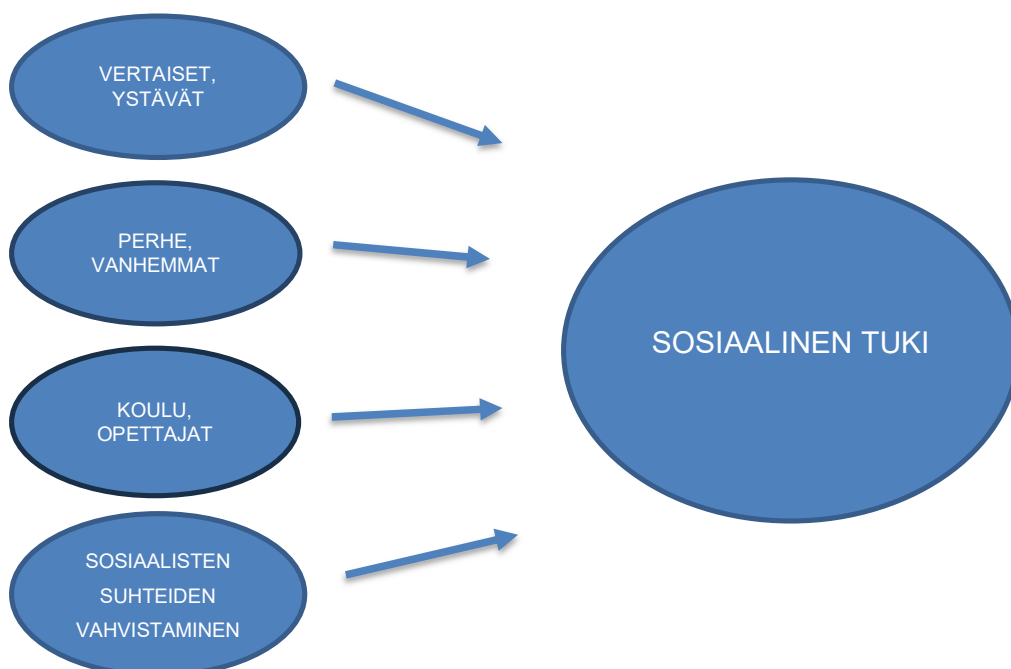 VERTAISET,
YSTÄVÄT
PERHE,
VANHEMMAT
KOULU,
OPETTAJAT
SOSIAALISTEN
SUHTEIDEN
VAHVISTAMINEN
SOSIAALINEN TUKI